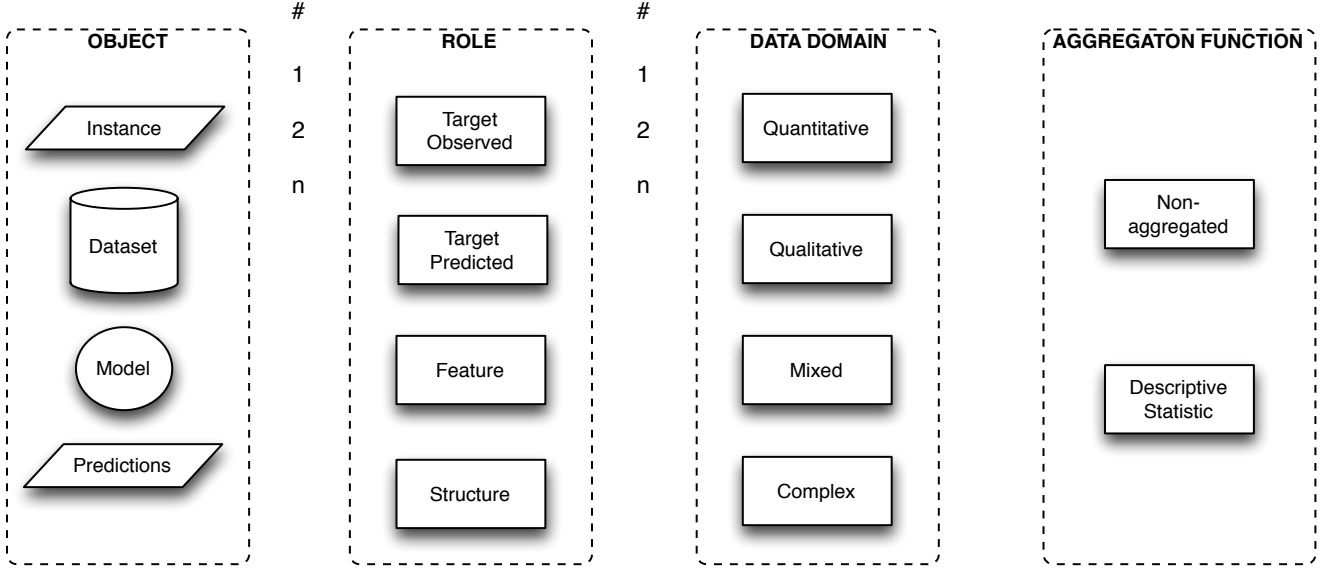 #
#
OBJECT
ROLE
DATA DOMAIN
AGGREGATON FUNCTION
1
1
Instance
2
Target
Observed
2
Quantitative
n
n
Non-
aggregated
Dataset
Target
Predicted
Qualitative
Model
Feature
Mixed
Descriptive
Statistic
Predictions
Structure
Complex